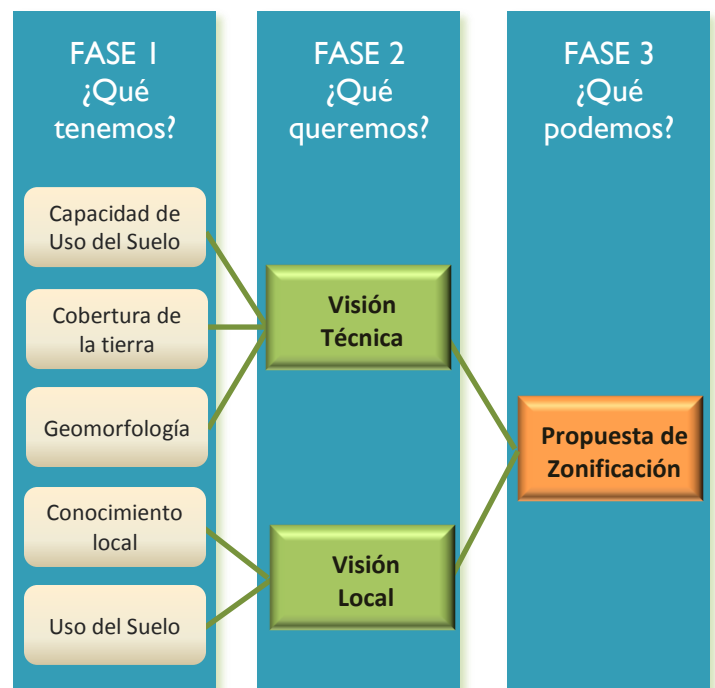 FASE I
¿Qué
tenemos?
Capacidad de
Uso del Suelo
Cobertura de
la tierra
Geomorfología
Conocimiento
local
Uso del Suelo
FASE 2
¿Qué
queremos?
Visión
Técnica
Visión
Local
FASE 3
¿Qué
podemos?
Propuesta de
Zonificación